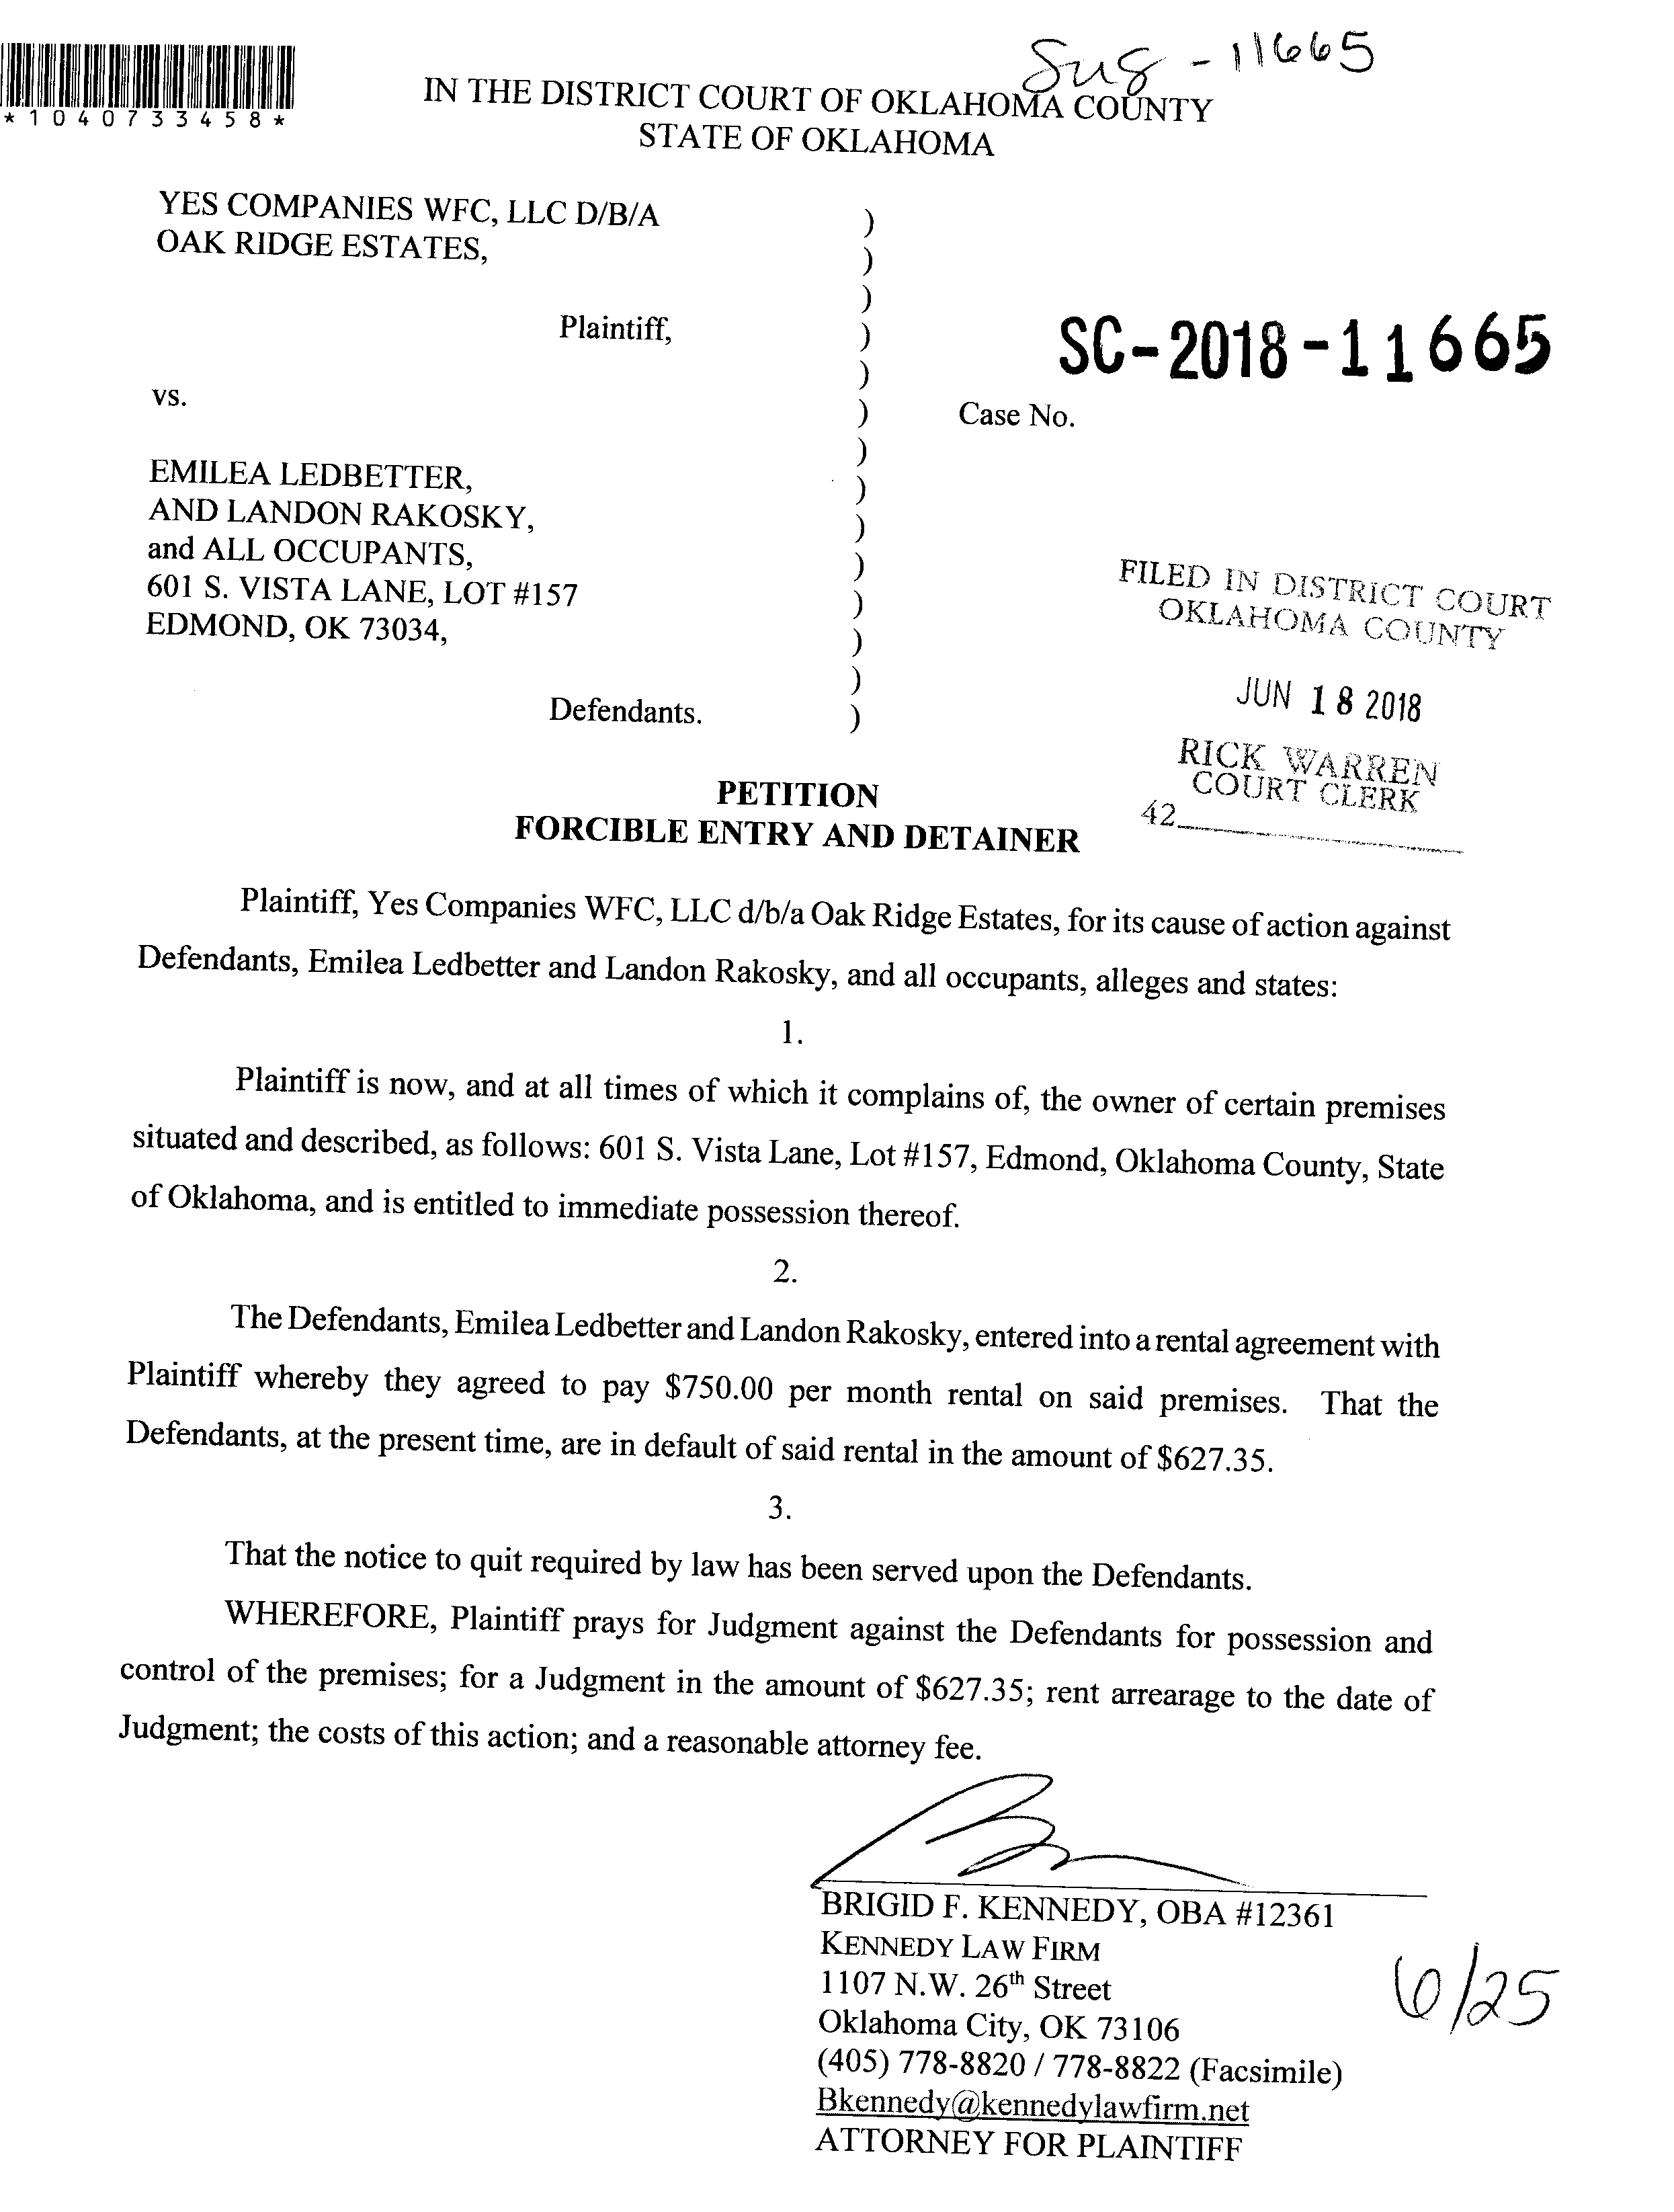 Sug - 11665
*1040733458*
IN THE DISTRICT COURT OF OKLAHOMA COUNTY
STATE OF OKLAHOMA
YES COMPANIES WFC, LLC D/B/A )
OAK RIDGE ESTATES, )
)
Plaintiff, )
)
vs. )
)
EMILEA LEDBETTER, )
AND LANDON RAKOSKY, )
and ALL OCCUPANTS, )
601 S. VISTA LANE, LOT #157 )
EDMOND, OK 73034, )
)
Defendants. )
SC-2018-11665
Case No.
FILED IN DISTRICT COURT
OKLAHOMA COUNTY
JUN 18 2018
RICK WARREN
COURT CLERK
42
PETITION
FORCIBLE ENTRY AND DETAINER
Plaintiff, Yes Companies WFC, LLC d/b/a Oak Ridge Estates, for its cause of action against
Defendants, Emilea Ledbetter and Landon Rakosky, and all occupants, alleges and states:
1.
Plaintiff is now, and at all times of which it complains of, the owner of certain premises
situated and described, as follows: 601 S. Vista Lane, Lot #157, Edmond, Oklahoma County, State
of Oklahoma, and is entitled to immediate possession thereof.
2.
The Defendants, Emilea Ledbetter and Landon Rakosky, entered into a rental agreement with
Plaintiff whereby they agreed to pay $750.00 per month rental on said premises. That the
Defendants, at the present time, are in default of said rental in the amount of $627.35.
3.
That the notice to quit required by law has been served upon the Defendants.
WHEREFORE, Plaintiff prays for Judgment against the Defendants for possession and
control of the premises; for a Judgment in the amount of $627.35; rent arrearage to the date of
Judgment; the costs of this action; and a reasonable attorney fee.
BRIGID F. KENNEDY, OBA #12361
KENNEDY LAW FIRM
1107 N.W. 26th Street
Oklahoma City, OK 73106
(405) 778-8820 / 778-8822 (Facsimile)
Bkennedy@kennedylawfirm.net
ATTORNEY FOR PLAINTIFF
6/25